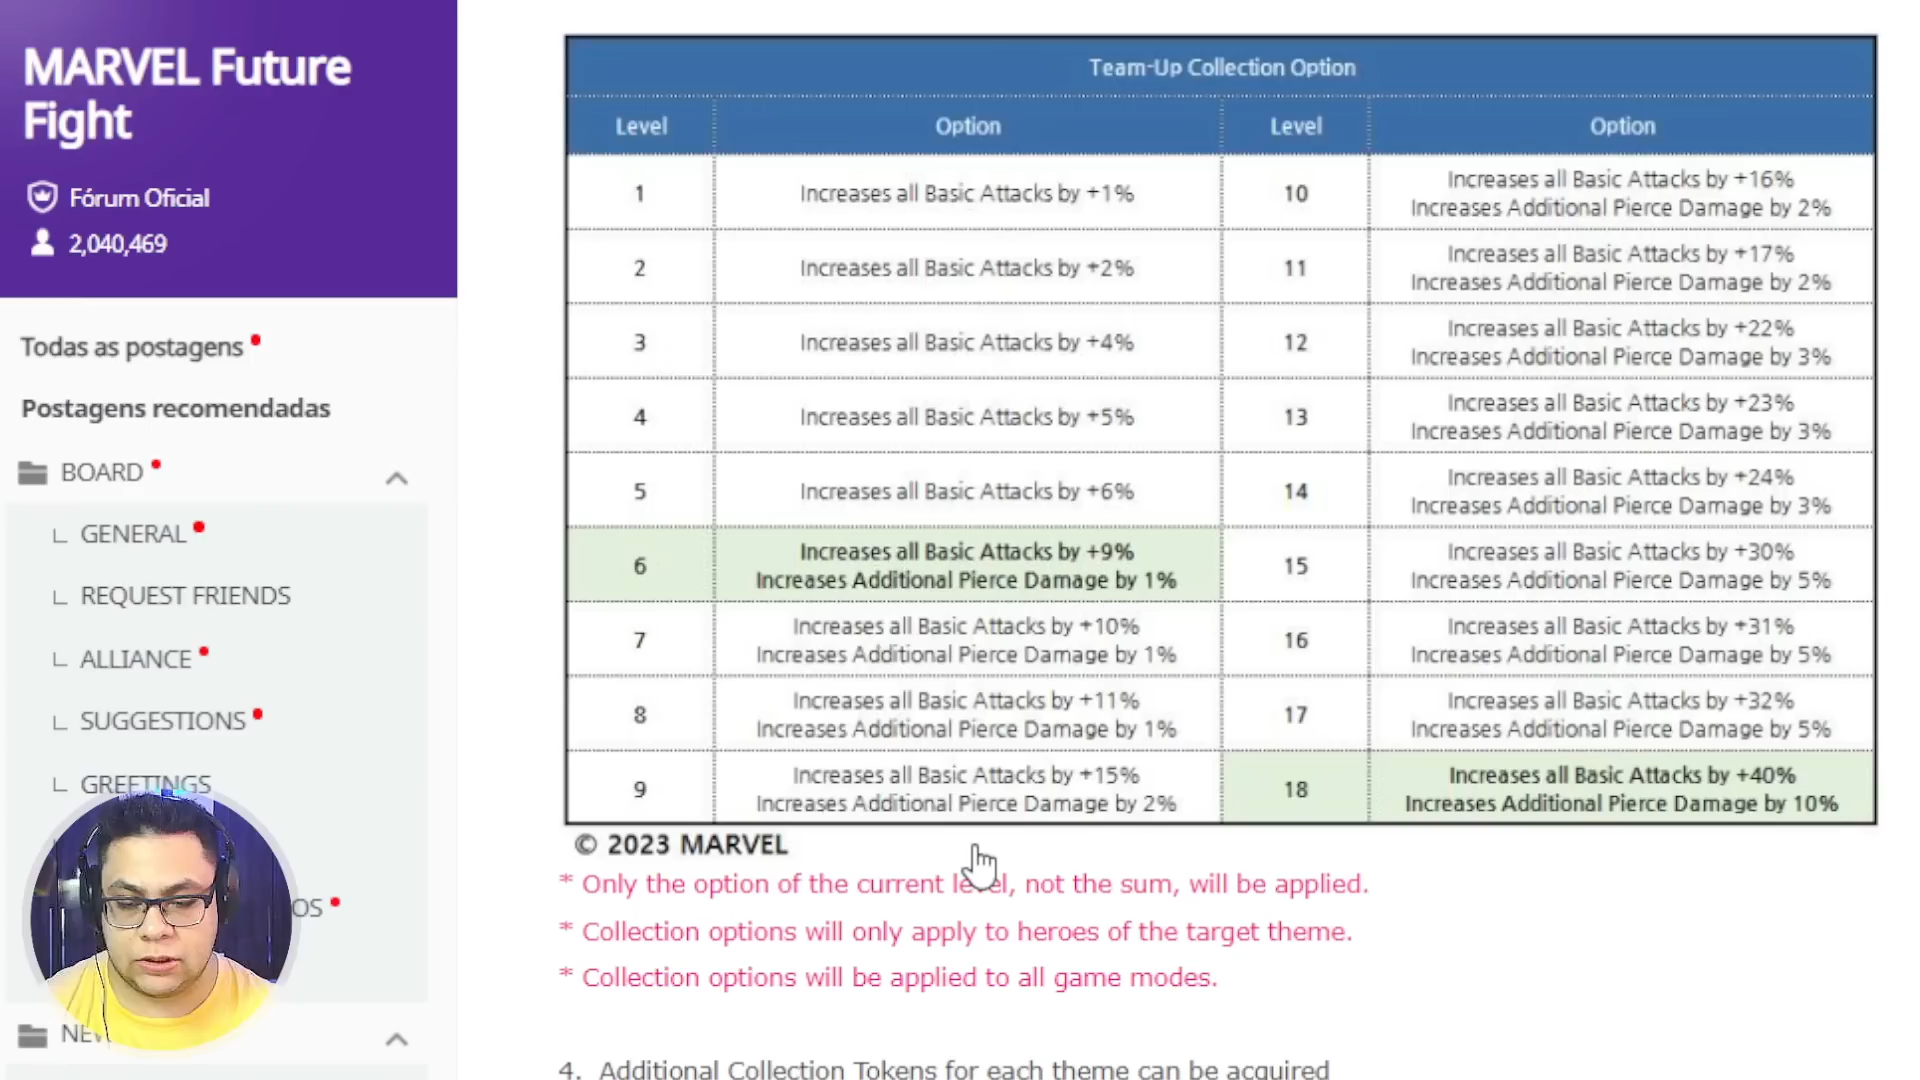 MARVEL Future
Fight
Fórum Oficial
2,040,469
Todas as postagens
Postagens recomendadas
BOARD
GENERAL
REQUEST FRIENDS
ALLIANCE
SUGGESTIONS
GREETINGS
OS
Team-Up Collection Option
Level Option Level Option
1 Increases all Basic Attacks by +1% 10 Increases all Basic Attacks by +16%
Increases Additional Pierce Damage by 2%
2 Increases all Basic Attacks by +2% 11 Increases all Basic Attacks by +17%
Increases Additional Pierce Damage by 2%
3 Increases all Basic Attacks by +4% 12 Increases all Basic Attacks by +22%
Increases Additional Pierce Damage by 3%
4 Increases all Basic Attacks by +5% 13 Increases all Basic Attacks by +23%
Increases Additional Pierce Damage by 3%
5 Increases all Basic Attacks by +6% 14 Increases all Basic Attacks by +24%
Increases Additional Pierce Damage by 3%
6 Increases all Basic Attacks by +9% 15 Increases all Basic Attacks by +30%
Increases Additional Pierce Damage by 1% Increases Additional Pierce Damage by 5%
7 Increases all Basic Attacks by +10% 16 Increases all Basic Attacks by +31%
Increases Additional Pierce Damage by 1% Increases Additional Pierce Damage by 5%
8 Increases all Basic Attacks by +11% 17 Increases all Basic Attacks by +32%
Increases Additional Pierce Damage by 1% Increases Additional Pierce Damage by 5%
9 Increases all Basic Attacks by +15% 18 Increases all Basic Attacks by +40%
Increases Additional Pierce Damage by 2% Increases Additional Pierce Damage by 10%
© 2023 MARVEL
* Only the option of the current level, not the sum, will be applied.
* Collection options will only apply to heroes of the target theme.
* Collection options will be applied to all game modes.
4. Additional Collection Tokens for each theme can be acquired